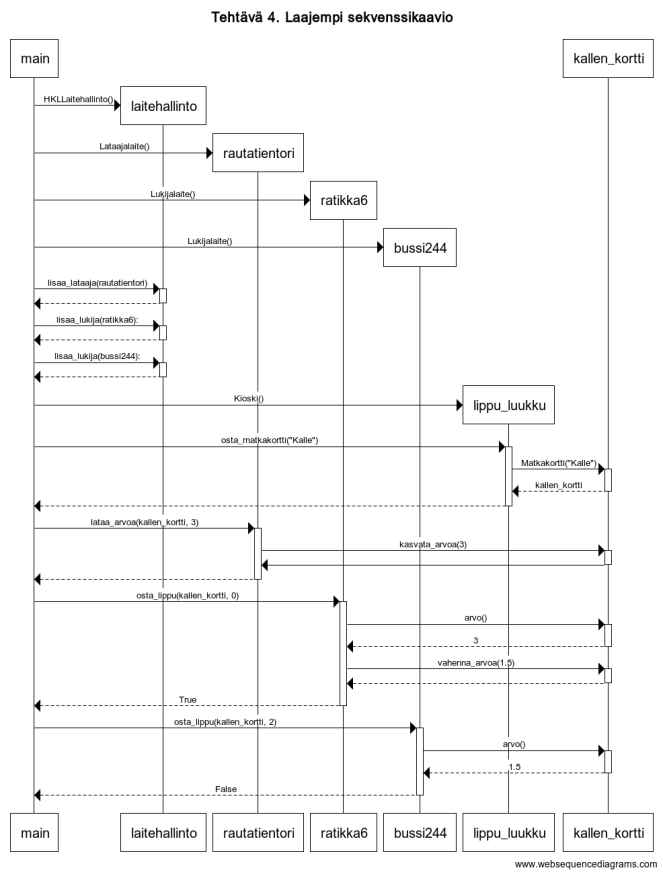 Tehtävä 4. Laajempi sekvenssikaavio
main
kallen_kortti
HKLLaitehallinto()
laitehallinto
Lataajalaite()
rautatientori
Lukijalaite()
ratikka6
Lukijalaite()
bussi244
lisaa_lataaja(rautatientori)
lisaa_lukija(ratikka6):
lisaa_lukija(bussi244):
Kioski()
lippu_luukku
osta_matkakortti("Kalle")
Matkakortti("Kalle")
kallen_kortti
lataa_arvoa(kallen_kortti, 3)
kasvata_arvoa(3)
osta_lippu(kallen_kortti, 0)
arvo()
3
vahenna_arvoa(1.5)
True
osta_lippu(kallen_kortti, 2)
arvo()
1.5
False
main laitehallinto rautatientori ratikka6 bussi244 lippu_luukku kallen_kortti
www.websequencediagrams.com